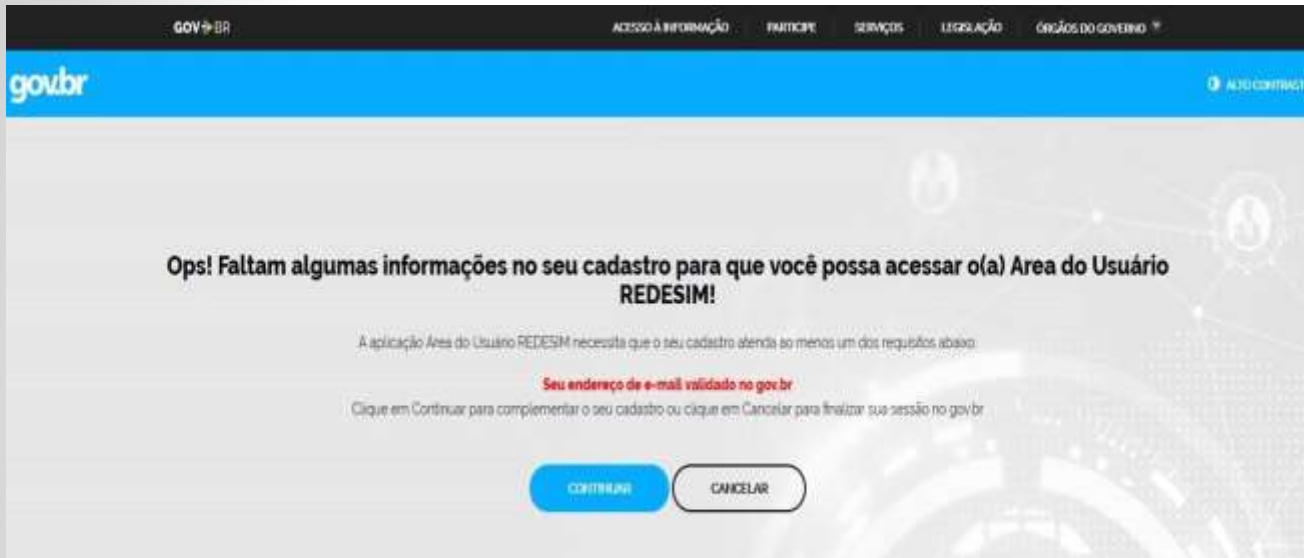 GOV BR
ACESSO À INFORMAÇÃO PARTICIPE SERVIÇOS LEGISLAÇÃO ÓRGÃOS DO GOVERNO
gov.br
ALTO CONTRAST
Ops! Faltam algumas informações no seu cadastro para que você possa acessar o(a) Area do Usuário
REDESIM!
A aplicação Area do Usuário REDESIM necessita que o seu cadastro atenda ao menos um dos requisitos abaixo:
Seu endereço de e-mail validado no gov.br
Clique em Continuar para complementar o seu cadastro ou clique em Cancelar para finalizar sua sessão no gov.br
CONTINUAR CANCELAR